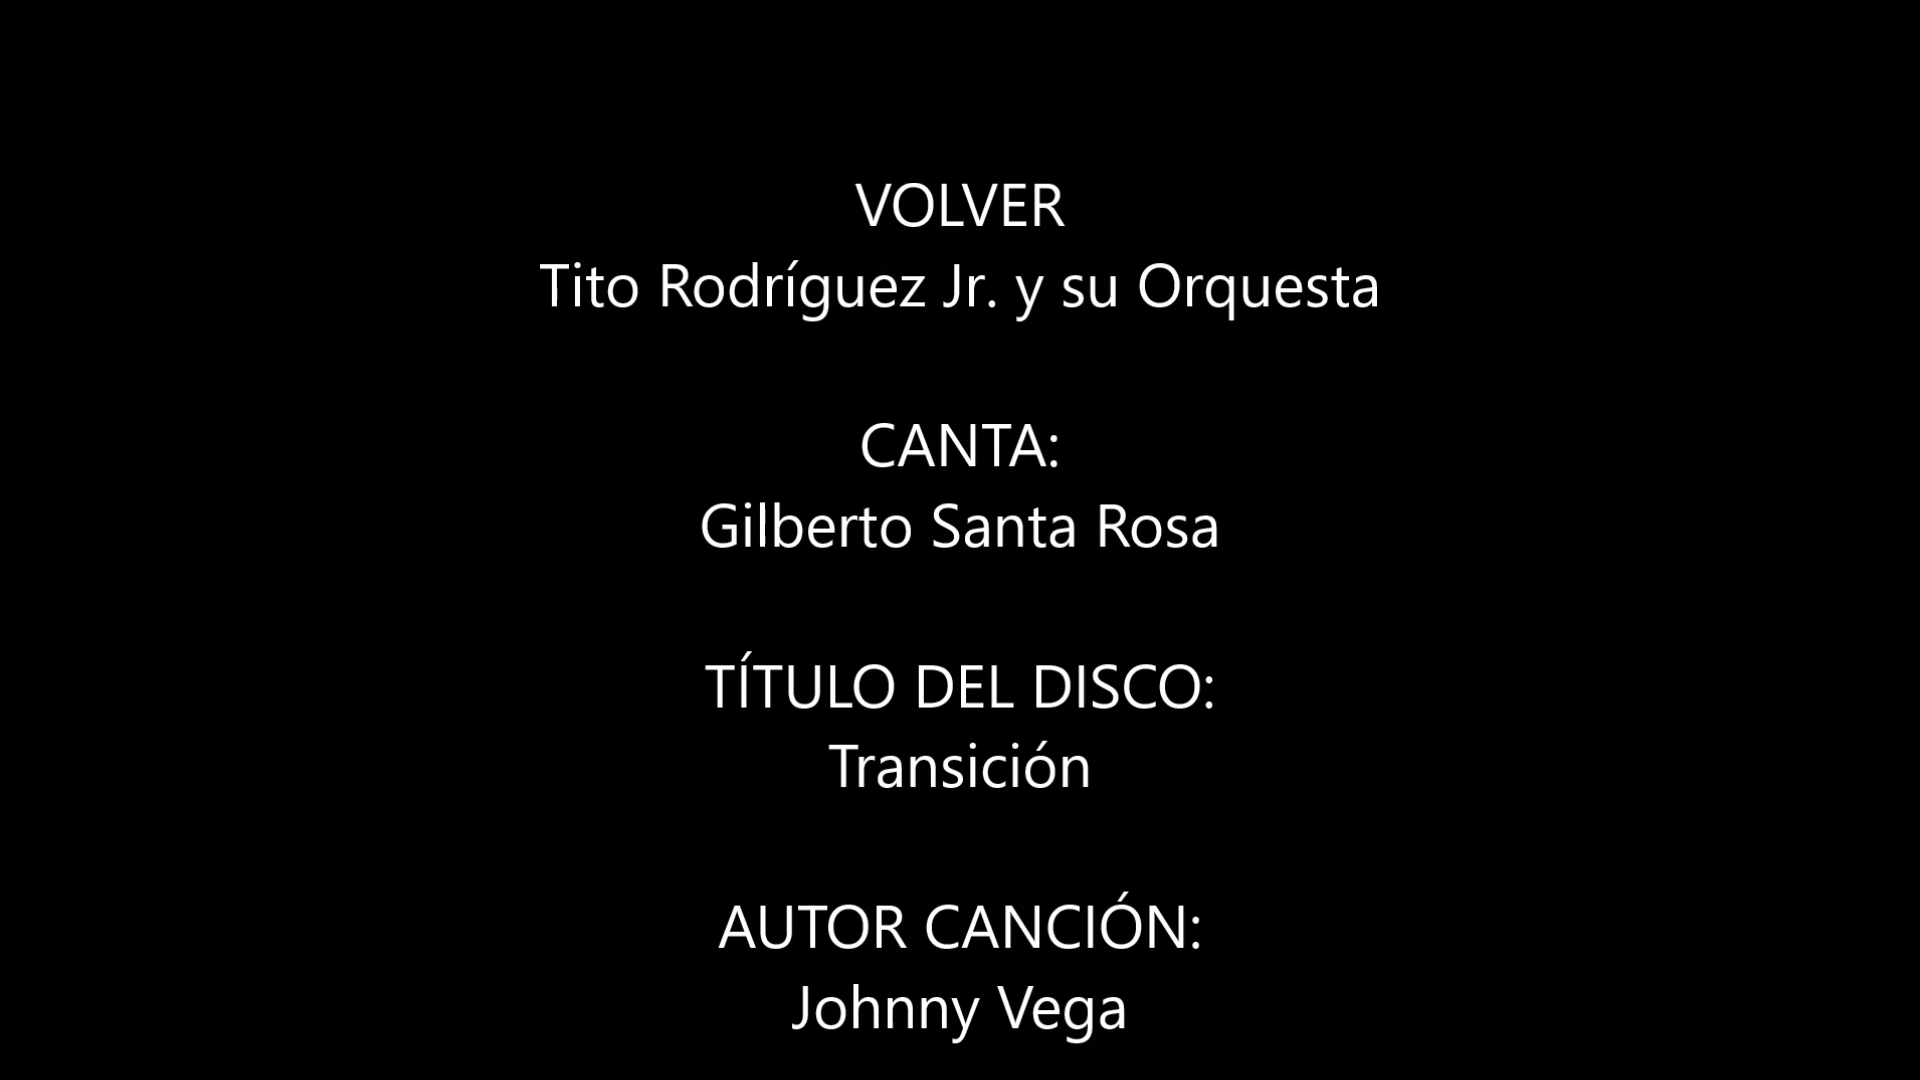 VOLVER
Tito Rodríguez Jr. y su Orquesta
CANTA:
Gilberto Santa Rosa
TÍTULO DEL DISCO:
Transición
AUTOR CANCIÓN:
Johnny Vega